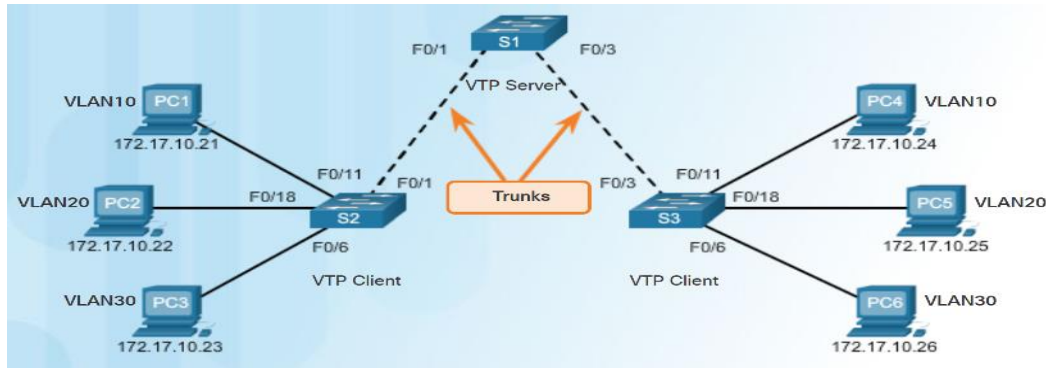 S1
F0/1
F0/3
VTP Server
VLAN10
PC1
172.17.10.21
F0/11
VLAN20
PC2
F0/18
F0/1
172.17.10.22
S2
F0/6
VLAN30
PC3
172.17.10.23
VTP Client
Trunks
PC4
VLAN10
172.17.10.24
F0/3
F0/11
F0/18
PC5
VLAN20
S3
172.17.10.25
F0/6
VTP Client
PC6
VLAN30
172.17.10.26